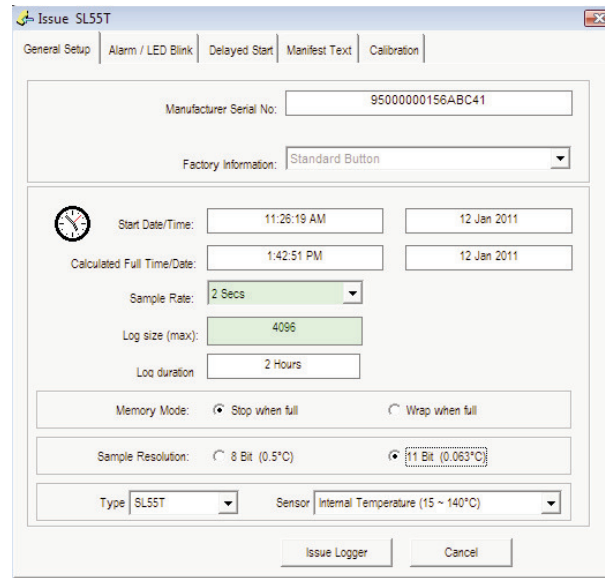 Issue SL55T
General Setup Alarm / LED Blink Delayed Start Manifest Text Calibration
Manufacturer Serial No: 95000000156ABC41
Factory Information: Standard Button
Start Date/Time: 11:26:19 AM 12 Jan 2011
Calculated Full Time/Date: 1:42:51 PM 12 Jan 2011
Sample Rate: 2 Secs
Log size (max): 4096
Log duration 2 Hours
Memory Mode: Stop when full Wrap when full
Sample Resolution: 8 Bit (0.5°C) 11 Bit (0.063°C)
Type SL55T Sensor Internal Temperature (15 ~ 140°C)
Issue Logger Cancel